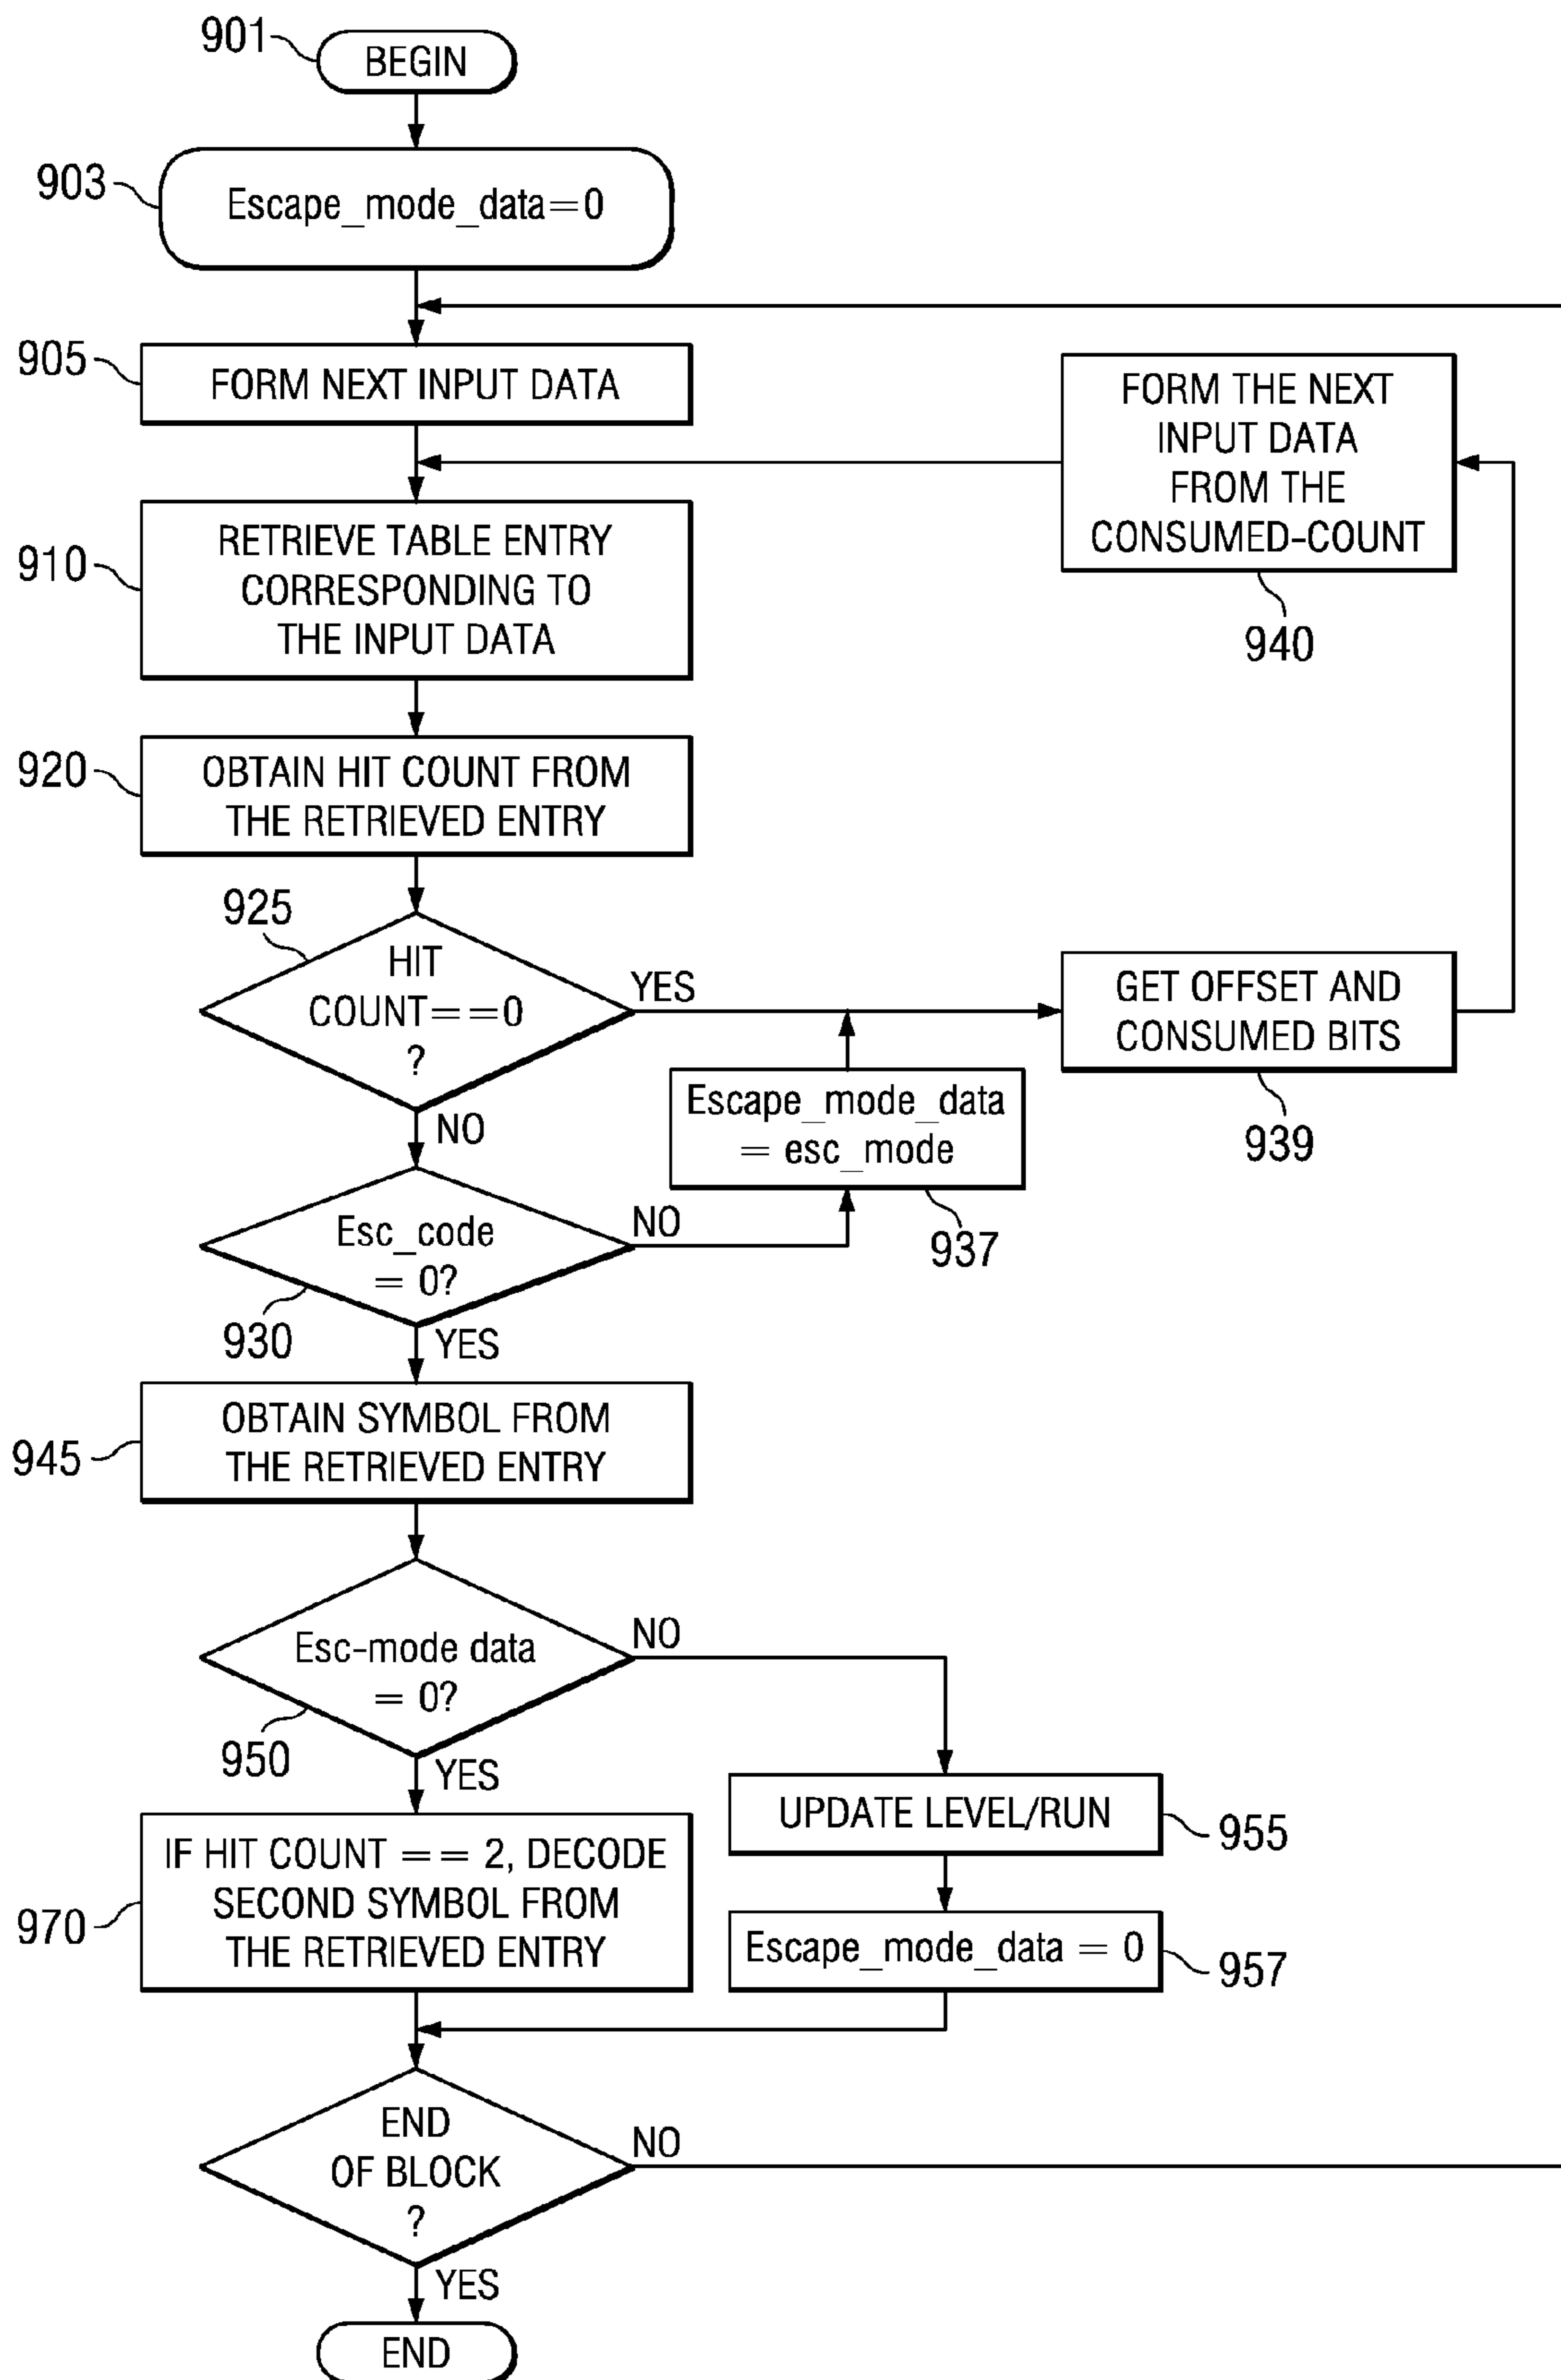 901
BEGIN
903
Escape_mode_data=0
905
FORM NEXT INPUT DATA
FORM THE NEXT
INPUT DATA
FROM THE
CONSUMED-COUNT
940
910
RETRIEVE TABLE ENTRY
CORRESPONDING TO
THE INPUT DATA
920
OBTAIN HIT COUNT FROM
THE RETRIEVED ENTRY
925
HIT
COUNT==0
?
YES
NO
GET OFFSET AND
CONSUMED BITS
939
Escape_mode_data
= esc_mode
937
Esc_code
= 0?
NO
930
YES
945
OBTAIN SYMBOL FROM
THE RETRIEVED ENTRY
Esc-mode data
= 0?
NO
950
YES
UPDATE LEVEL/RUN
955
970
IF HIT COUNT == 2, DECODE
SECOND SYMBOL FROM
THE RETRIEVED ENTRY
Escape_mode_data = 0
957
END
OF BLOCK
?
NO
YES
END